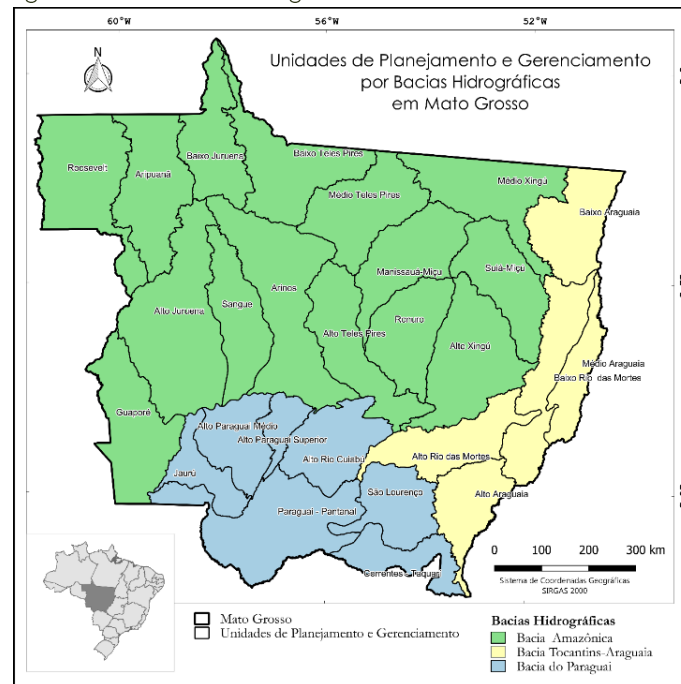 60°W 56°W 52°W
N
Unidades de Planejamento e Gerenciamento
por Bacias Hidrográficas
em Mato Grosso
Roosevelt
Aripuanã
Baixo Juruena
Baixo Teles Pires
Médio Teles Pires
Médio Xingú
Baixo Araguaia
Alto Juruena
Sangue
Arinos
Alto Teles Pires
Manissauá-Miçu
Suiá-Miçu
Ronuro
Alto Xingú
Médio Araguaia
Baixo Rio das Mortes
Guaporé
Alto Paraguai Médio
Alto Paraguai Superior
Alto Rio Cuiabá
Alto Rio das Mortes
Jaurú
São Lourenço
Alto Araguaia
Paraguai - Pantanal
Correntes - Taquari
0 100 200 300 km
Sistema de Coordenadas Geográficas
SIRGAS 2000
Mato Grosso
Unidades de Planejamento e Gerenciamento
Bacias Hidrográficas
Bacia Amazônica
Bacia Tocantins-Araguaia
Bacia do Paraguai